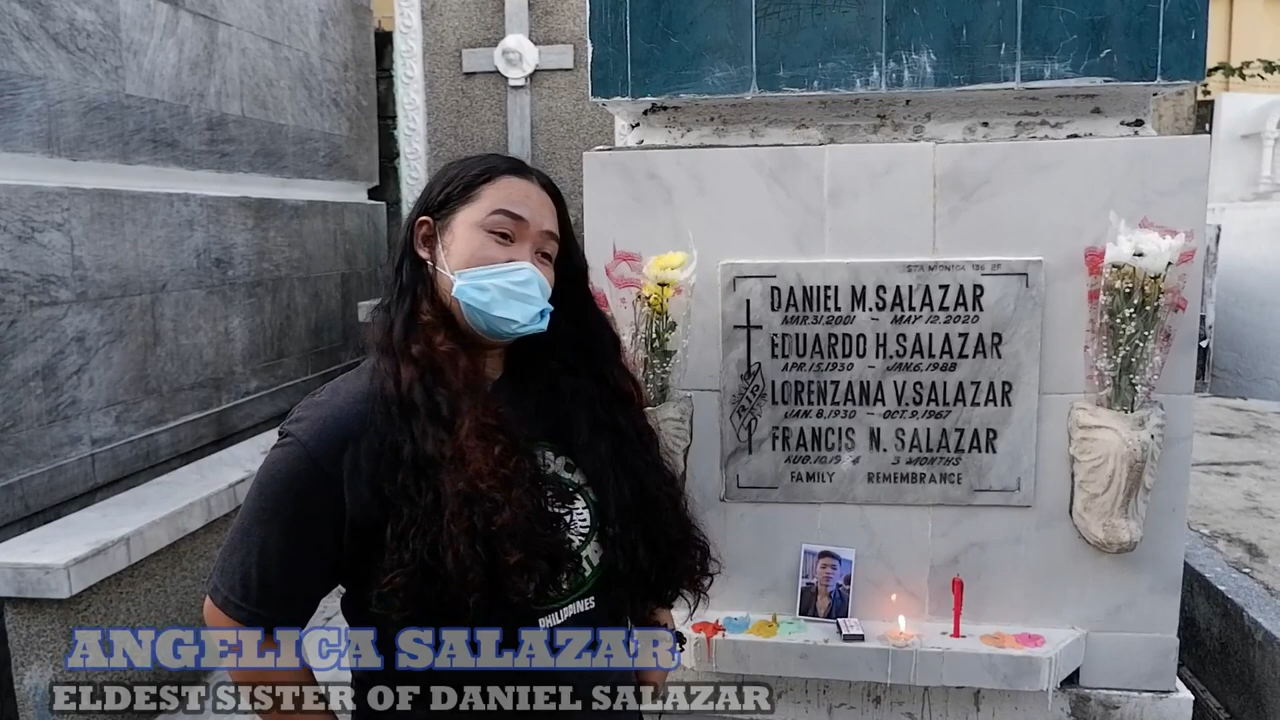 STA MONICA 136 BF
DANIEL M. SALAZAR
MAR.31.2001 - MAY 12.2020
EDUARDO H. SALAZAR
APR.15.1930 - JAN.6.1988
LORENZANA V. SALAZAR
JAN.8.1930 - OCT.9.1967
FRANCIS N. SALAZAR
3 MONTHS
FAMILY REMEMBRANCE
RIP
PHILIPPINES
ANGELICA SALAZAR
ELDEST SISTER OF DANIEL SALAZAR